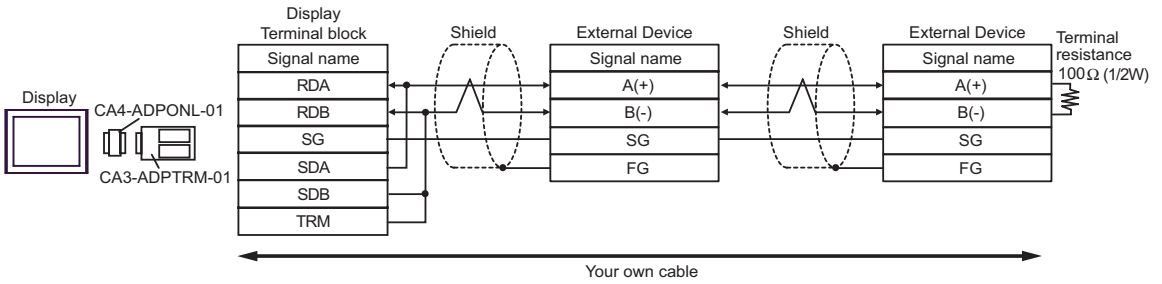 Display
CA4-ADPONL-01
CA3-ADPTRM-01
Display
Terminal block
Signal name
RDA
RDB
SG
SDA
SDB
TRM
Shield
External Device
Signal name
A(+)
B(-)
SG
FG
Shield
External Device
Signal name
A(+)
B(-)
SG
FG
Terminal
resistance
100Ω (1/2W)
Your own cable